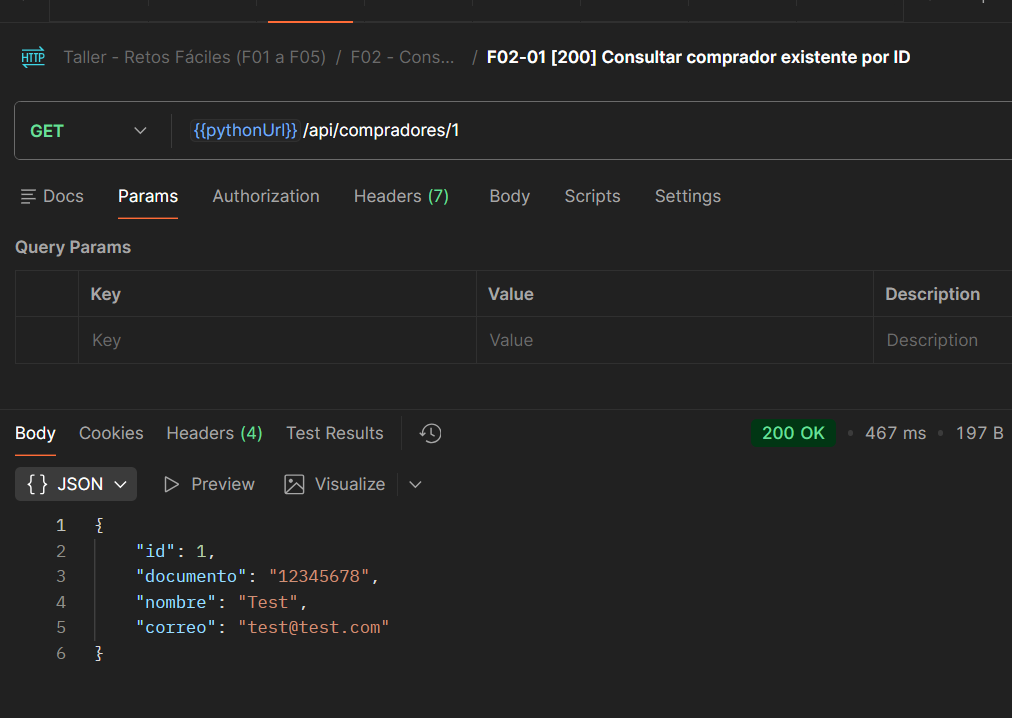 HTTP Taller - Retos Fáciles (F01 a F05) / F02 - Cons... / F02-01 [200] Consultar comprador existente por ID
GET {{pythonUrl}} /api/compradores/1
Docs Params Authorization Headers (7) Body Scripts Settings
Query Params
Key Value Description
Key Value Description
Body Cookies Headers (4) Test Results 200 OK • 467 ms • 197 B
{ } JSON Preview Visualize
1 {
2 "id": 1,
3 "documento": "12345678",
4 "nombre": "Test",
5 "correo": "test@test.com"
6 }